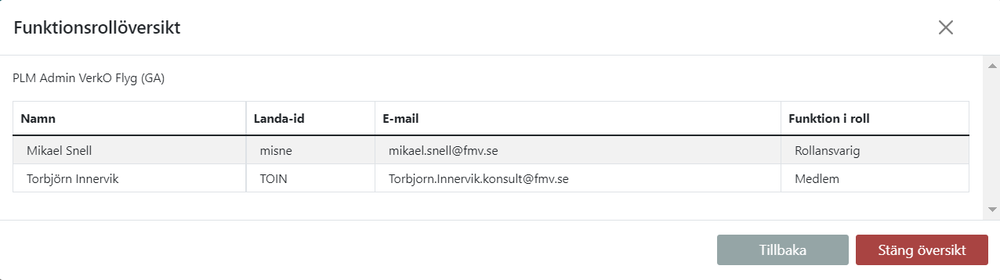 Funktionsrollöversikt
PLM Admin VerkO Flyg (GA)
Namn Landa-id E-mail Funktion i roll
Mikael Snell misne mikael.snell@fmv.se Rollansvarig
Torbjörn Innervik TOIN Torbjorn.Innervik.konsult@fmv.se Medlem
Tillbaka Stäng översikt